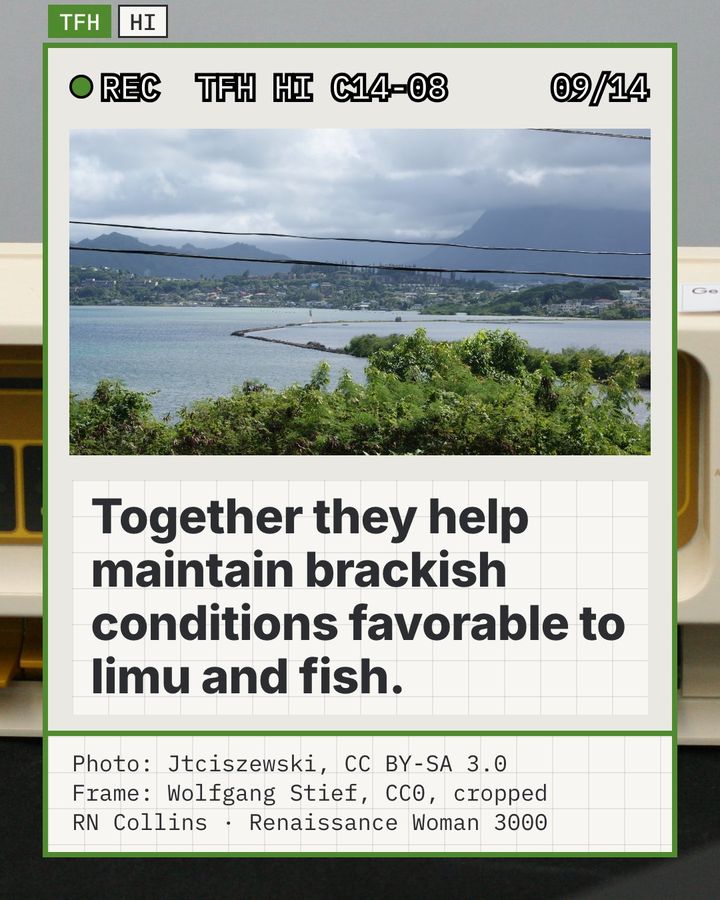 TFH HI
REC TFH HI C14-08 09/14
Together they help
maintain brackish
conditions favorable to
limu and fish.
Photo: Jtciszewski, CC BY-SA 3.0
Frame: Wolfgang Stief, CC0, cropped
RN Collins · Renaissance Woman 3000